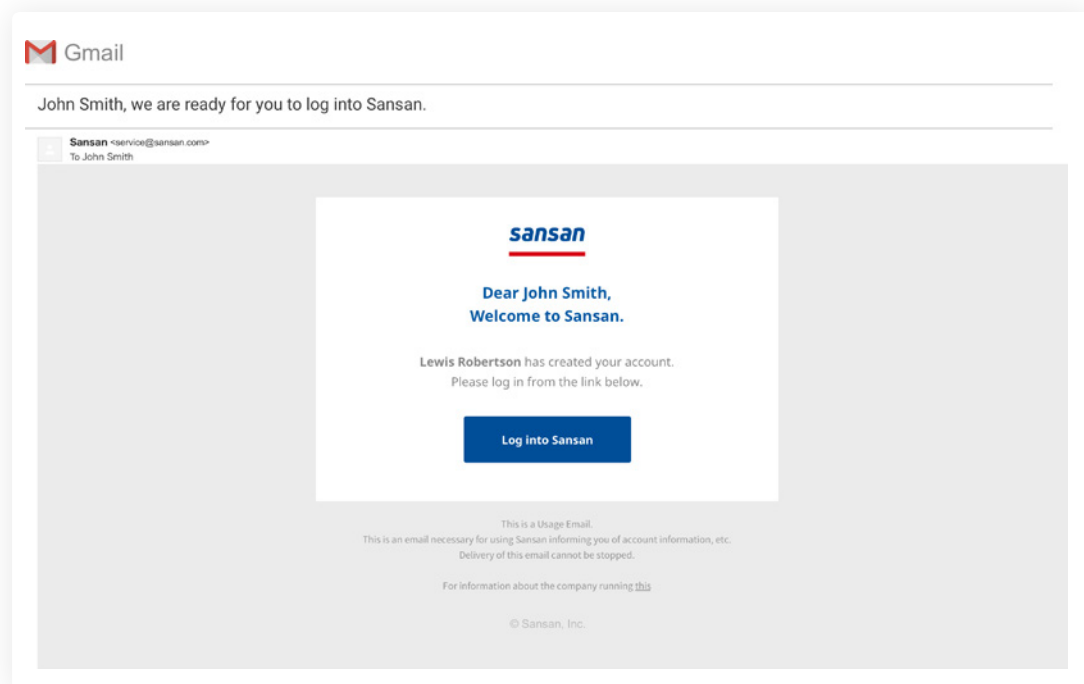 Gmail
John Smith, we are ready for you to log into Sansan.
Sansan <service@sansan.com>
To John Smith
sansan
Dear John Smith,
Welcome to Sansan.
Lewis Robertson has created your account.
Please log in from the link below.
Log into Sansan
This is a Usage Email.
This is an email necessary for using Sansan informing you of account information, etc.
Delivery of this email cannot be stopped.
For information about the company running this
© Sansan, Inc.